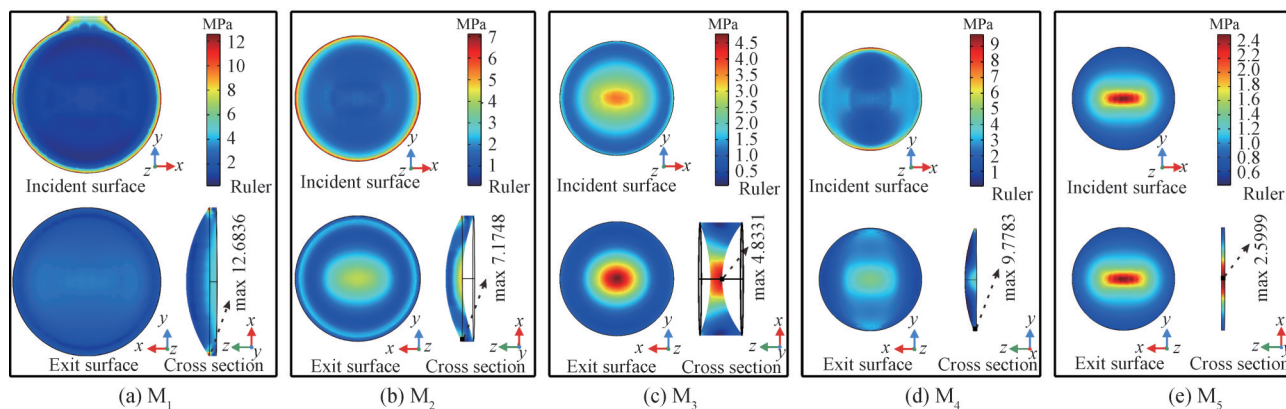 MPa
12
10
8
6
4
2
y
z
x
Incident surface
Ruler
max 12.6836
y
x
z
x
z
y
Exit surface
Cross section
(a) M1
MPa
7
6
5
4
3
2
1
y
z
x
Incident surface
Ruler
max 7.1748
y
x
z
x
z
y
Exit surface
Cross section
(b) M2
MPa
4.5
4.0
3.5
3.0
2.5
2.0
1.5
1.0
0.5
y
z
x
Incident surface
Ruler
max 4.8331
y
x
z
x
z
y
Exit surface
Cross section
(c) M3
MPa
9
8
7
6
5
4
3
2
1
y
z
x
Incident surface
Ruler
max 9.7783
y
x
z
x
z
y
Exit surface
Cross section
(d) M4
MPa
2.4
2.2
2.0
1.8
1.6
1.4
1.2
1.0
0.8
0.6
y
z
x
Incident surface
Ruler
max 2.5999
y
x
z
x
z
y
Exit surface
Cross section
(e) M5